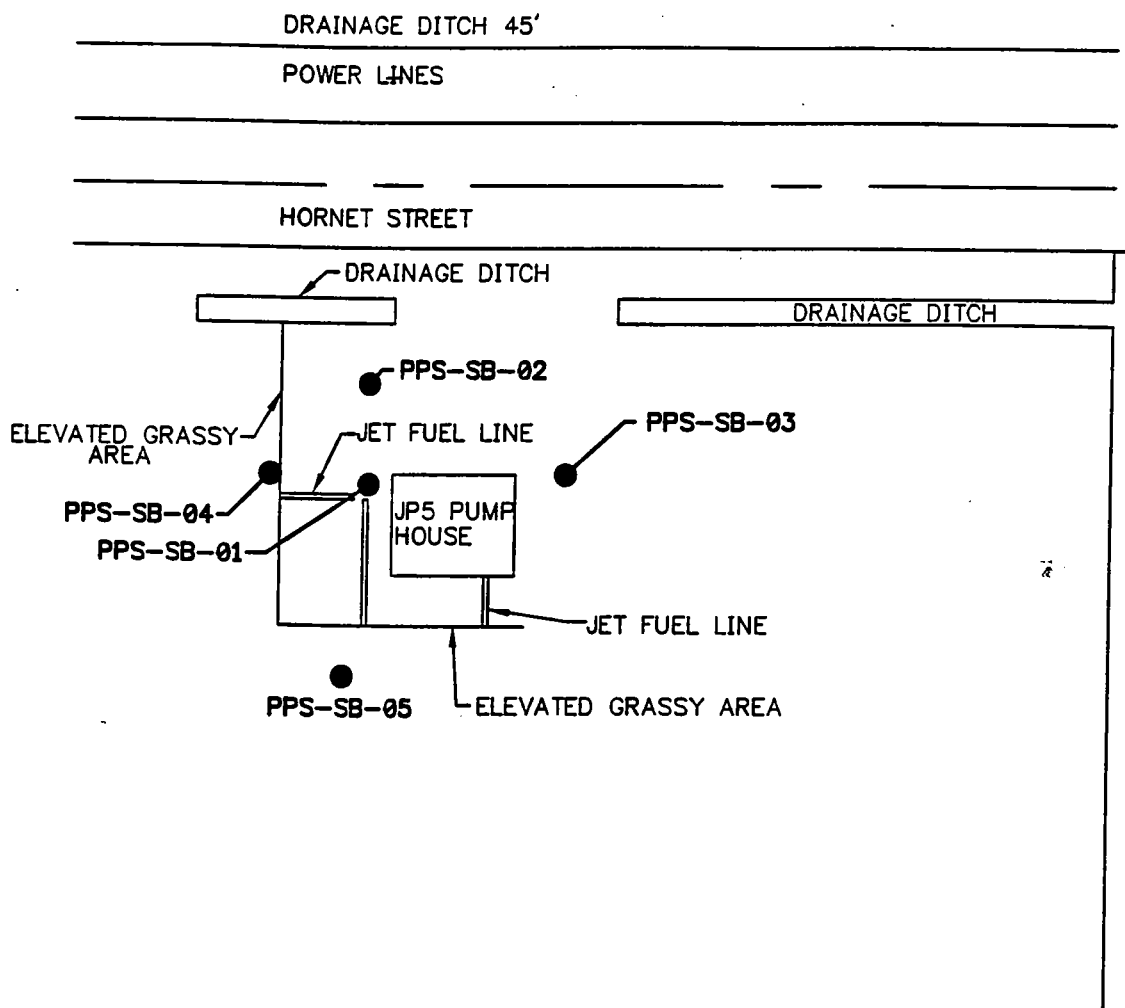 DRAINAGE DITCH 45'
POWER LINES
HORNET STREET
DRAINAGE DITCH
DRAINAGE DITCH
PPS-SB-02
ELEVATED GRASSY
AREA
JET FUEL LINE
PPS-SB-03
PPS-SB-04
JP5 PUMP
HOUSE
PPS-SB-01
JET FUEL LINE
PPS-SB-05
ELEVATED GRASSY AREA